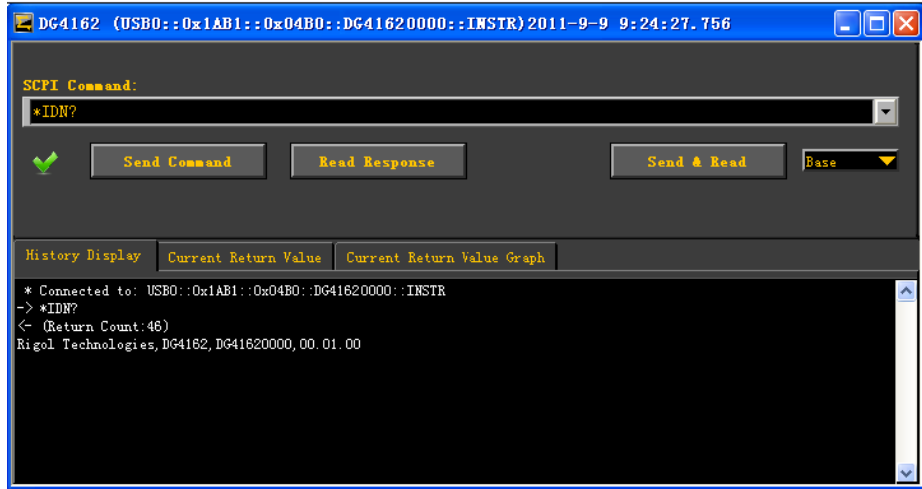 DG4162 (USB0::0x1AB1::0x04B0::DG41620000::INSTR)2011-9-9 9:24:27.756
SCPI Command:
*IDN?
Send Command Read Response Send & Read Base
History Display Current Return Value Current Return Value Graph
* Connected to: USB0::0x1AB1::0x04B0::DG41620000::INSTR
-> *IDN?
<- (Return Count:46)
Rigol Technologies,DG4162,DG41620000,00.01.00